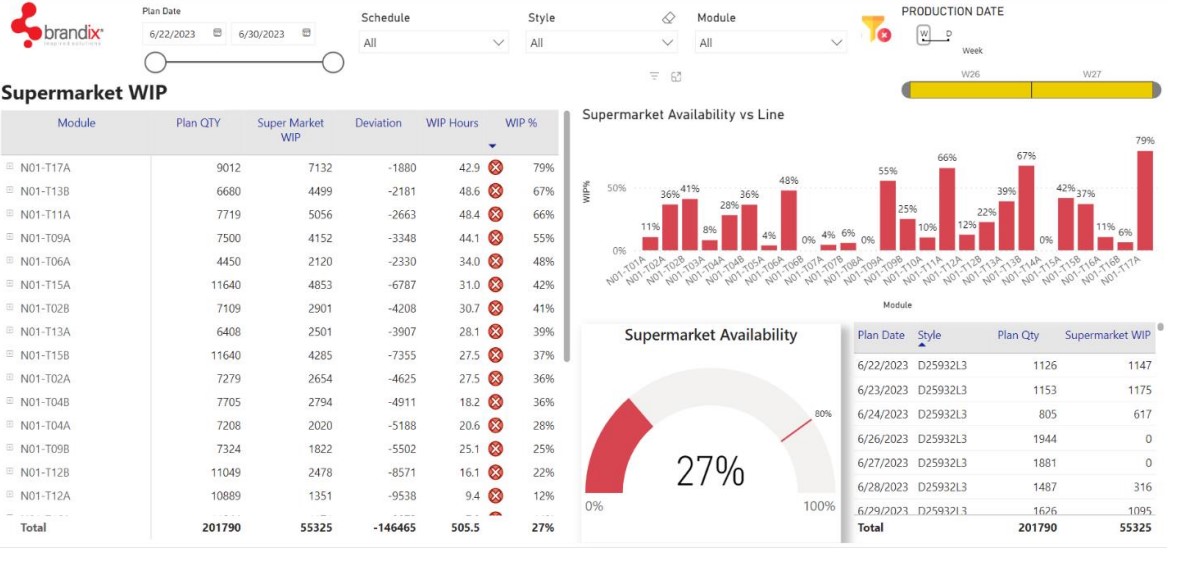 brandix
inspired solutions
Plan Date
6/22/2023 6/30/2023
Schedule
All
Style
All
Module
All
PRODUCTION DATE
W D
Week
W26 W27
Supermarket WIP
Module Plan QTY Super Market WIP Deviation WIP Hours WIP %
N01-T17A 9012 7132 -1880 42.9 79%
N01-T13B 6680 4499 -2181 48.6 67%
N01-T11A 7719 5056 -2663 48.4 66%
N01-T09A 7500 4152 -3348 44.1 55%
N01-T06A 4450 2120 -2330 34.0 48%
N01-T15A 11640 4853 -6787 31.0 42%
N01-T02B 7109 2901 -4208 30.7 41%
N01-T13A 6408 2501 -3907 28.1 39%
N01-T15B 11640 4285 -7355 27.5 37%
N01-T02A 7279 2654 -4625 27.5 36%
N01-T04B 7705 2794 -4911 18.2 36%
N01-T04A 7208 2020 -5188 20.6 28%
N01-T09B 7324 1822 -5502 25.1 25%
N01-T12B 11049 2478 -8571 16.1 22%
N01-T12A 10889 1351 -9538 9.4 12%
Total 201790 55325 -146465 505.5 27%
Supermarket Availability vs Line
WIP%
50%
0%
11% 36% 41% 8% 28% 36% 4% 48% 0% 4% 6% 0% 55% 25% 10% 66% 12% 22% 39% 67% 0% 42% 37% 11% 6% 79%
N01-T01A N01-T02A N01-T02B N01-T03A N01-T04A N01-T04B N01-T05A N01-T06A N01-T06B N01-T07A N01-T07B N01-T08A N01-T09A N01-T09B N01-T10A N01-T11A N01-T12A N01-T12B N01-T13A N01-T13B N01-T14A N01-T15A N01-T15B N01-T16A N01-T16B N01-T17A
Module
Supermarket Availability
80%
27%
0% 100%
Plan Date Style Plan Qty Supermarket WIP
6/22/2023 D25932L3 1126 1147
6/23/2023 D25932L3 1153 1175
6/24/2023 D25932L3 805 617
6/26/2023 D25932L3 1944 0
6/27/2023 D25932L3 1881 0
6/28/2023 D25932L3 1487 316
6/29/2023 D25932L3 1626 1095
Total 201790 55325